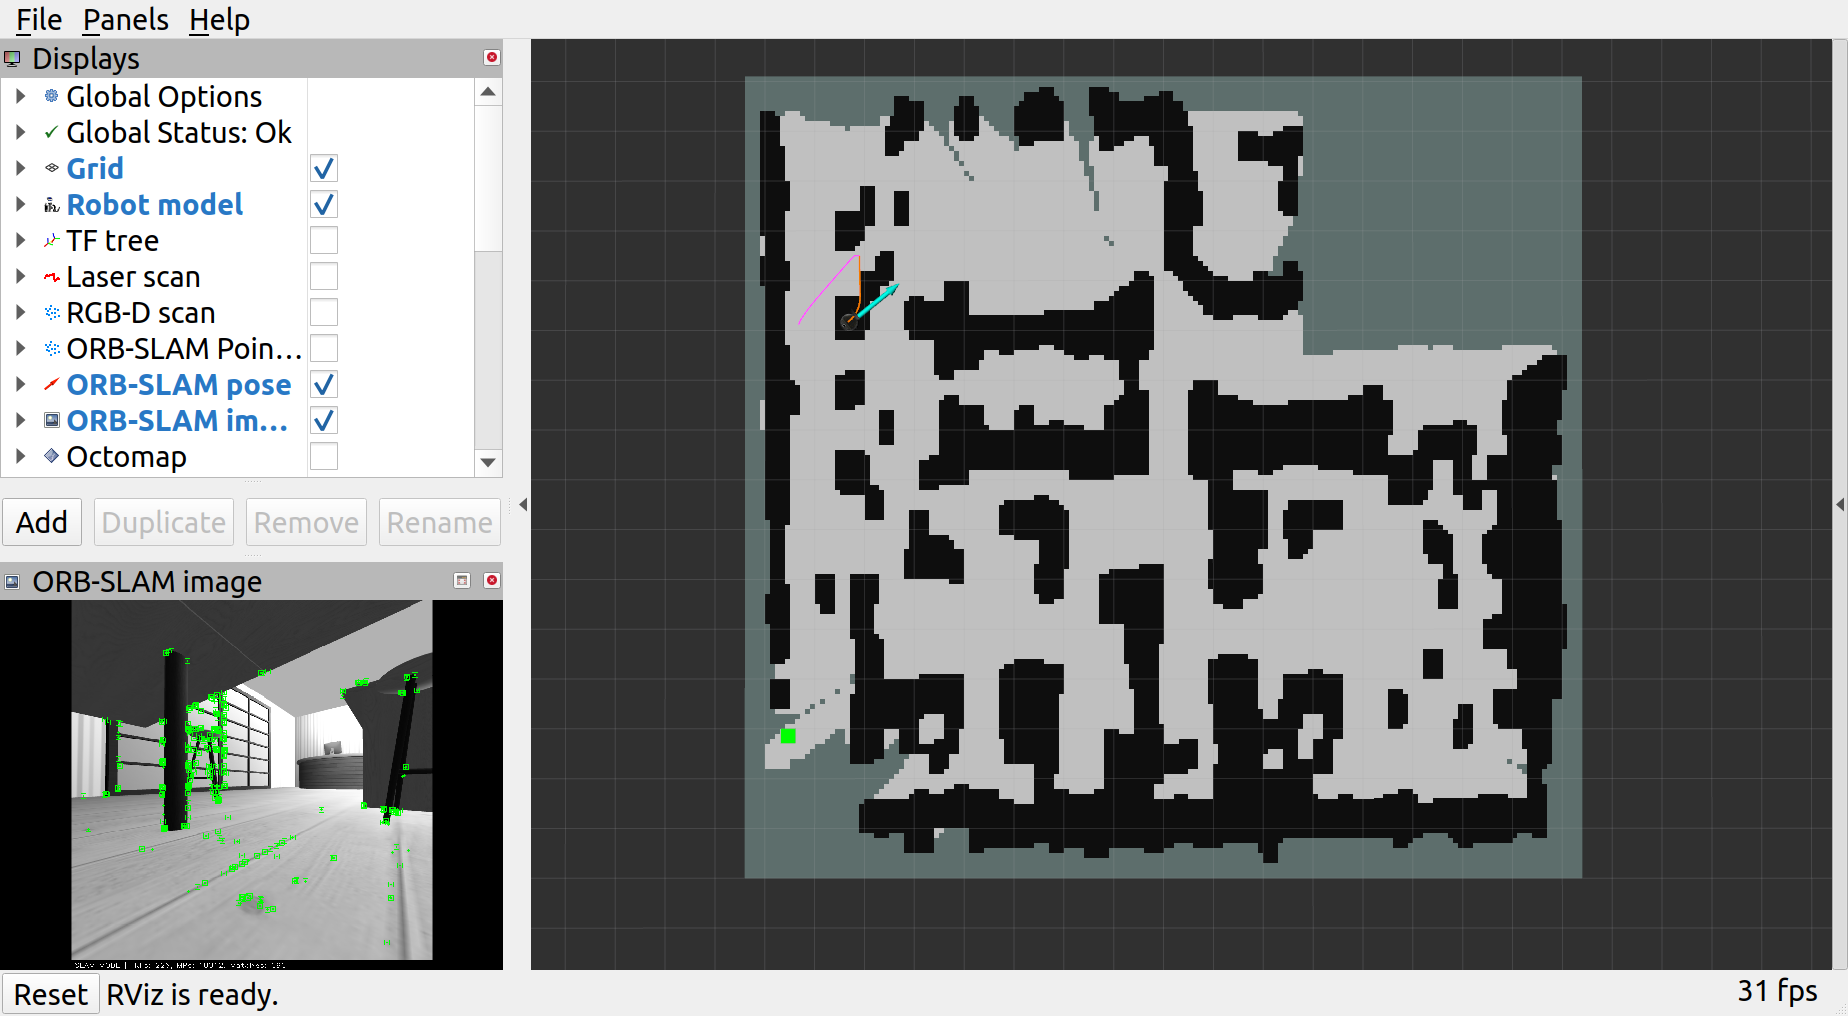 File Panels Help
Displays
Global Options
Global Status: Ok
Grid
Robot model
TF tree
Laser scan
RGB-D scan
ORB-SLAM Poin...
ORB-SLAM pose
ORB-SLAM im...
Octomap
Add Duplicate Remove Rename
ORB-SLAM image
SLAM MODE |
Reset RViz is ready.
31 fps